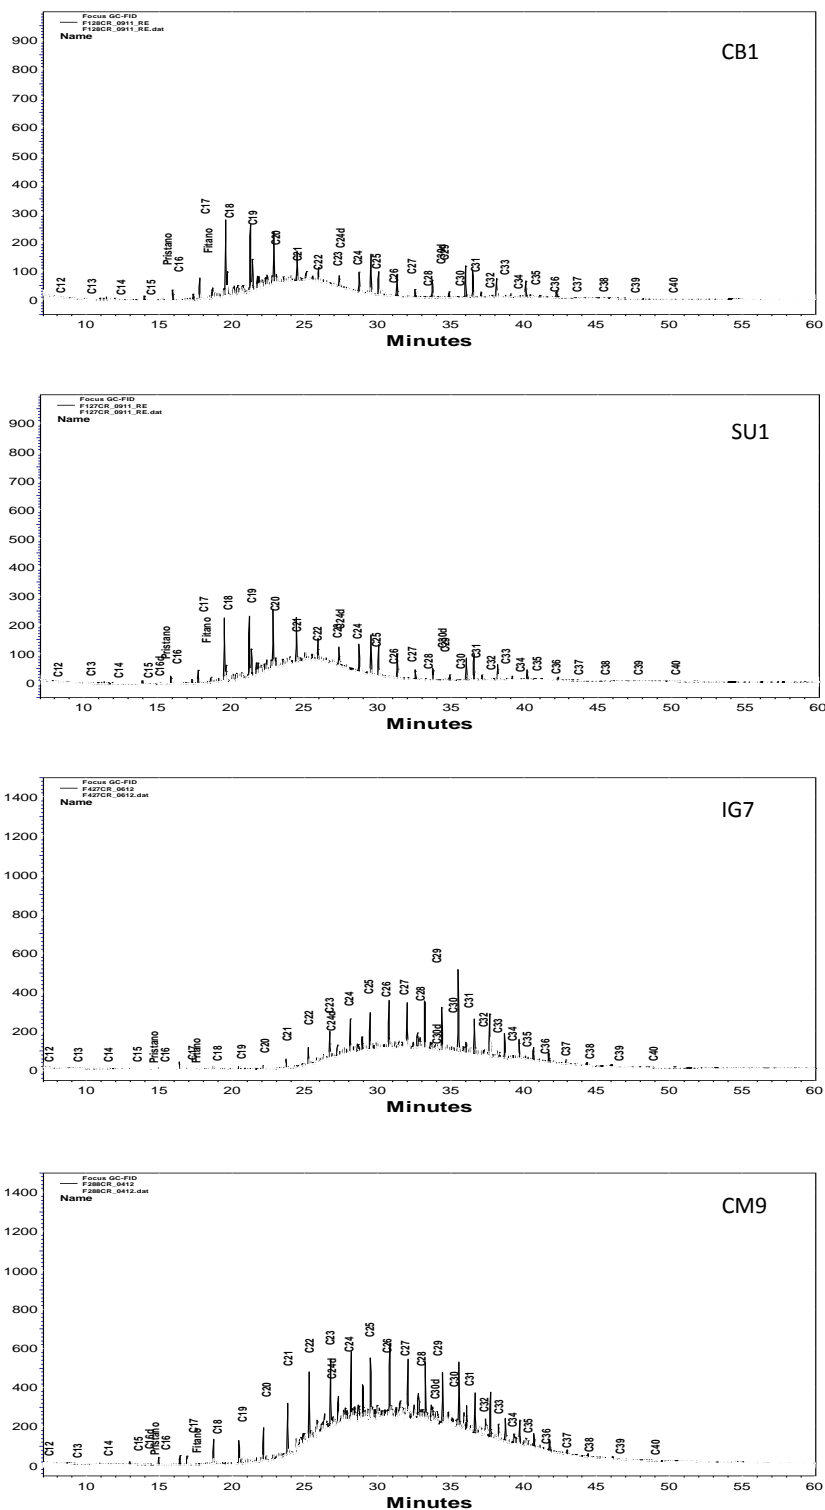 Focus GC-FID
F128CR_0911_RE
F128CR_0911_RE.dat
Name
CB1
900
800
700
600
500
400
300
200
100
0
C12
C13
C14
C15
Pristano
C16
C17
Fitano
C18
C19
C20
C21
C22
C23
C24d
C24
C25
C26
C27
C28
C29
C30
C31
C32
C33
C34
C35
C36
C37
C38
C39
C40
10 15 20 25 30 35 40 45 50 55 60
Minutes
Focus GC-FID
F127CR_0911_RE
F127CR_0911_RE.dat
Name
SU1
900
800
700
600
500
400
300
200
100
0
C12
C13
C14
C15
C16d
Pristano
C16
C17
Fitano
C18
C19
C20
C21
C22
C24d
C24
C25
C26
C27
C28
C30d
C30
C31
C32
C33
C34
C35
C36
C37
C38
C39
C40
10 15 20 25 30 35 40 45 50 55 60
Minutes
Focus GC-FID
F427CR_0612
F427CR_0612.dat
Name
IG7
1400
1200
1000
800
600
400
200
0
C12
C13
C14
C15
Pristano
C16
C17
Fitano
C18
C19
C20
C21
C22
C23
C24d
C24
C25
C26
C27
C28
C30d
C29
C30
C31
C32
C33
C34
C35
C36
C37
C38
C39
C40
10 15 20 25 30 35 40 45 50 55 60
Minutes
Focus GC-FID
F288CR_0412
F288CR_0412.dat
Name
CM9
1400
1200
1000
800
600
400
200
0
C12
C13
C14
C15
C16d
Pristano
C16
C17
Fitano
C18
C19
C20
C21
C22
C23
C24d
C24
C25
C26
C27
C28
C30d
C29
C30
C31
C32
C33
C34
C35
C36
C37
C38
C39
C40
10 15 20 25 30 35 40 45 50 55 60
Minutes